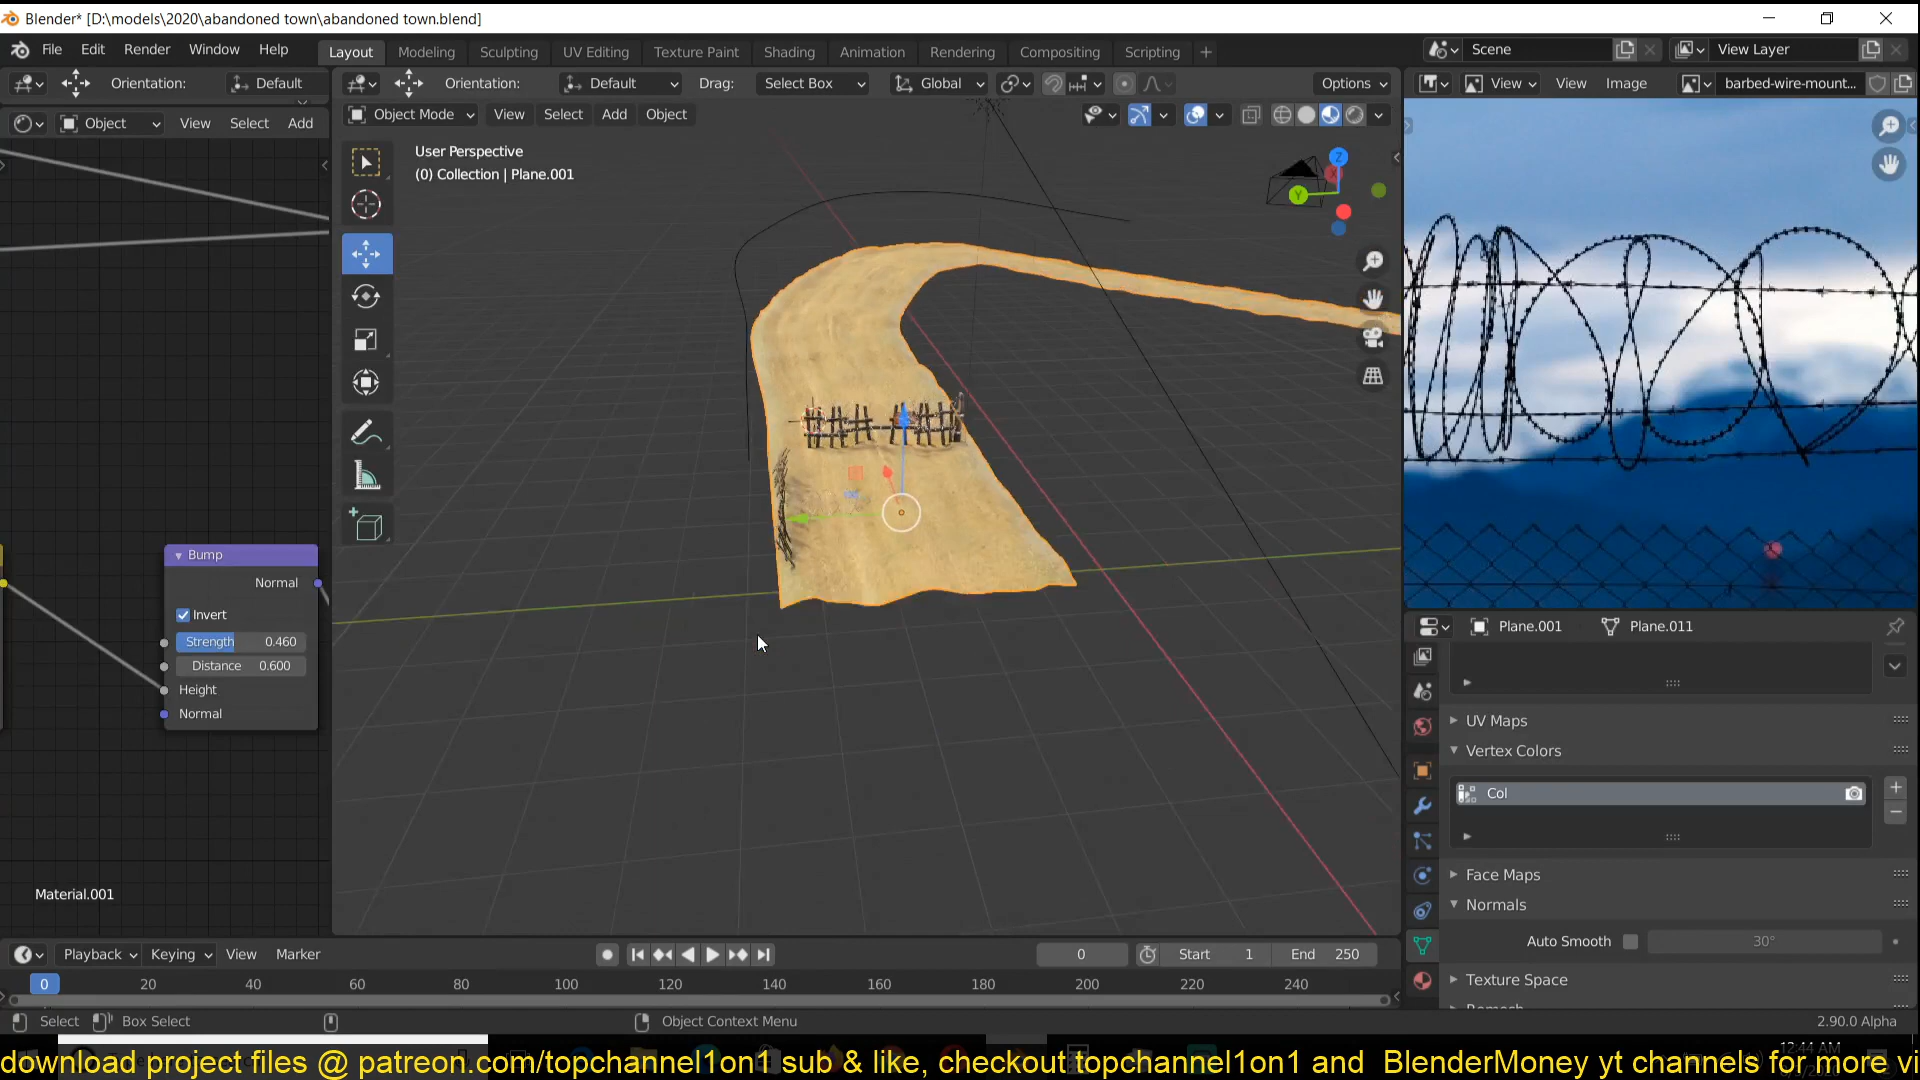 Blender* [D:\models\2020\abandoned town\abandoned town.blend]
File Edit Render Window Help Layout Modeling Sculpting UV Editing Texture Paint Shading Animation Rendering Compositing Scripting + Scene View Layer
Orientation: Default Orientation: Default Drag: Select Box Global Options View View Image barbed-wire-mount...
Object View Select Add Object Mode View Select Add Object
User Perspective
(0) Collection | Plane.001
Z
X
Y
Bump
Normal
Invert
Strength 0.460
Distance 0.600
Height
Normal
Material.001
Plane.001 Plane.011
UV Maps
Vertex Colors
Col
Face Maps
Normals
Auto Smooth 30°
Texture Space
Playback Keying View Marker 0 Start 1 End 250
0 20 40 60 80 100 120 140 160 180 200 220 240
Select Box Select Object Context Menu 2.90.0 Alpha
download project files @ patreon.com/topchannel1on1 sub & like, checkout topchannel1on1 and BlenderMoney yt channels for more vi
12:44 AM